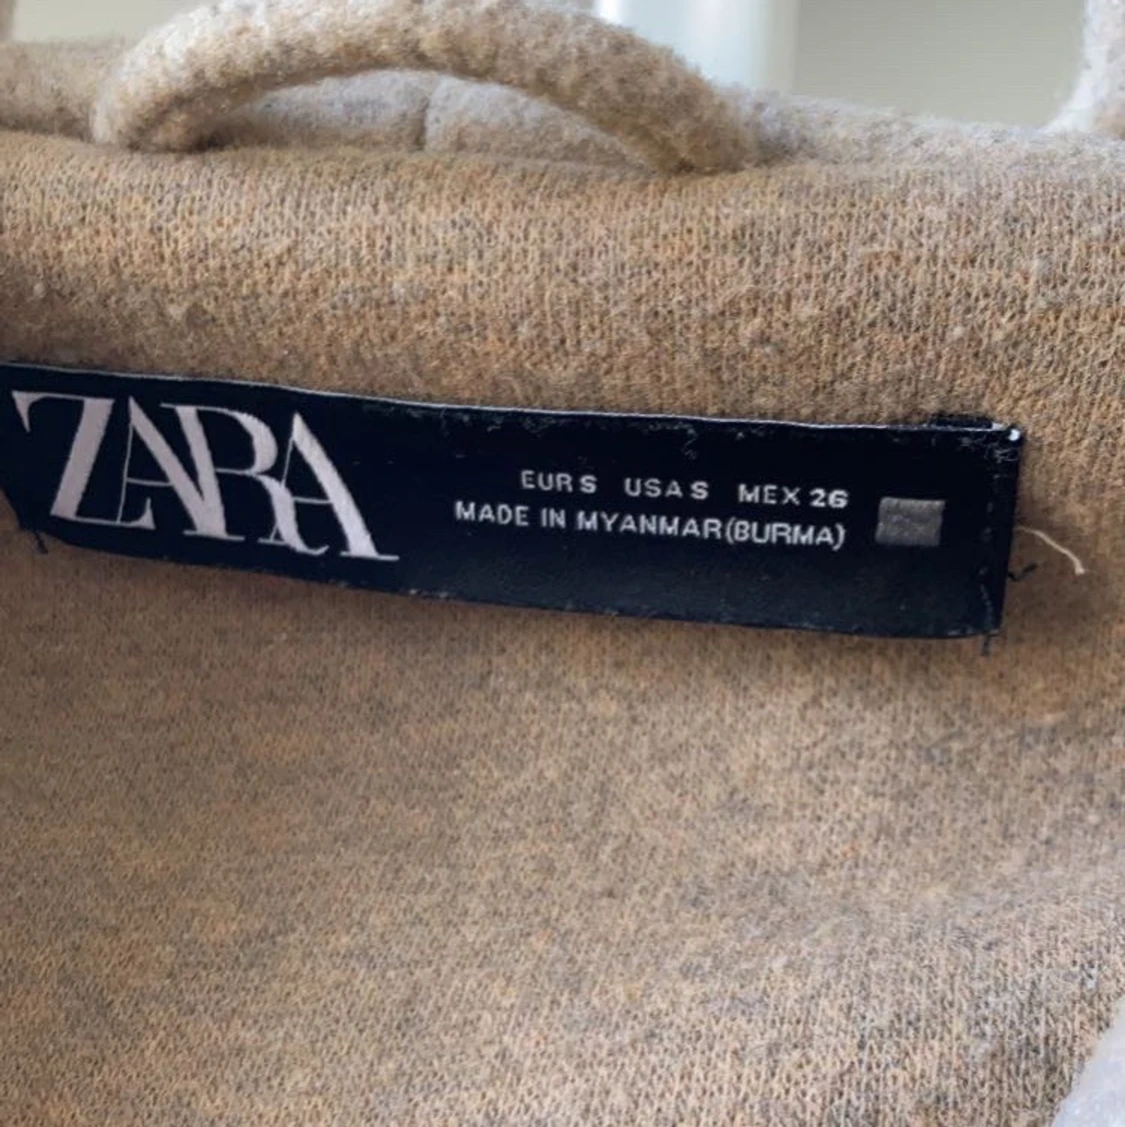 ZARA
EUR S USA S MEX 26
MADE IN MYANMAR(BURMA)